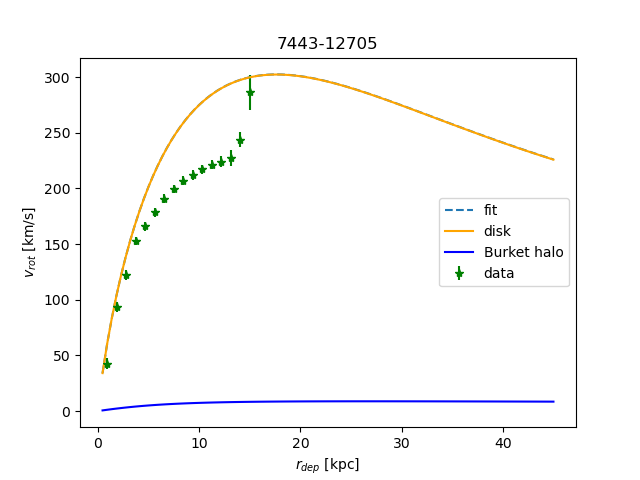 7443-12705
300
250
200
150
100
50
0
v_rot [km/s]
fit
disk
Burket halo
data
0 10 20 30 40
r_dep [kpc]